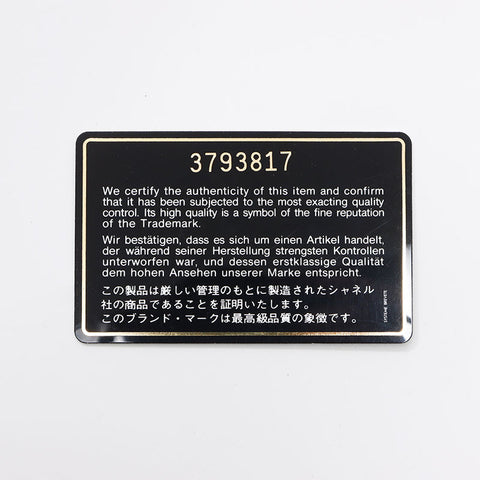 3793817
We certify the authenticity of this item and confirm
that it has been subjected to the most exacting quality
control. Its high quality is a symbol of the fine reputation
of the Trademark.
Wir bestätigen, dass es sich um einen Artikel handelt,
der während seiner Herstellung strengsten Kontrollen
unterworfen war, und dessen erstklassige Qualität
dem hohen Ansehen unserer Marke entspricht.
この製品は厳しい管理のもとに製造されたシャネル
社の商品であることを証明いたします。
このブランド・マークは最高級品質の象徴です。